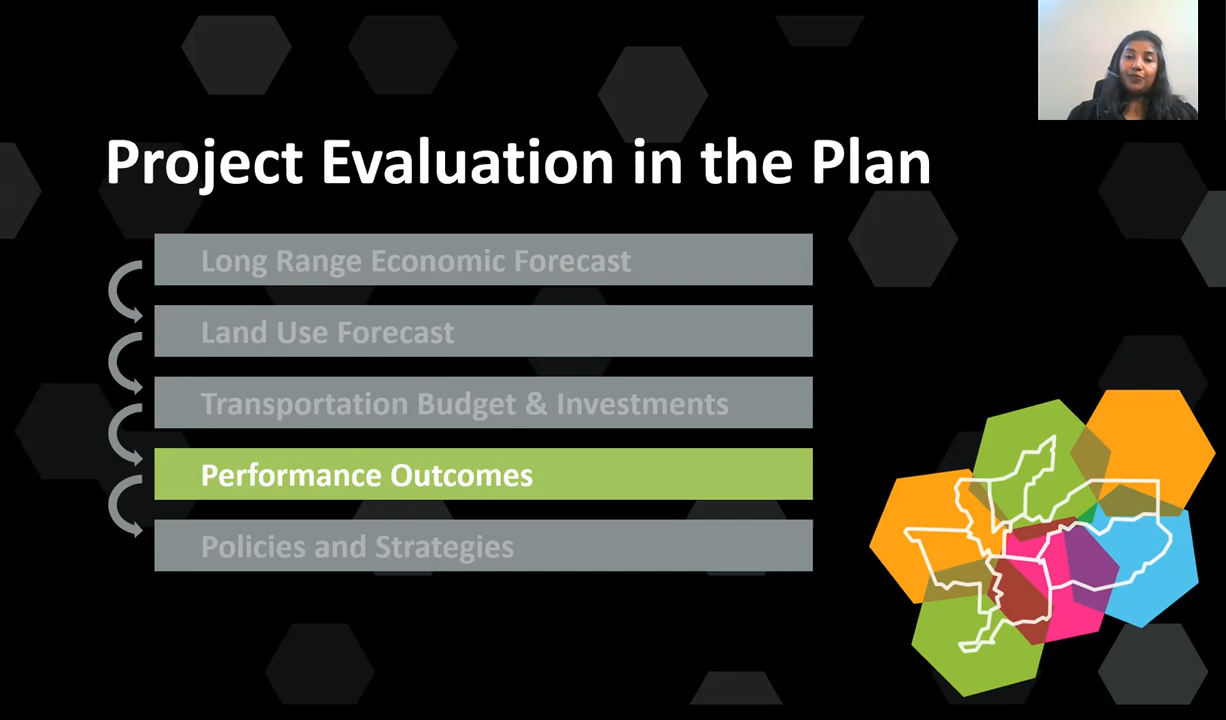 Project Evaluation in the Plan
Long Range Economic Forecast
Land Use Forecast
Transportation Budget & Investments
Performance Outcomes
Policies and Strategies